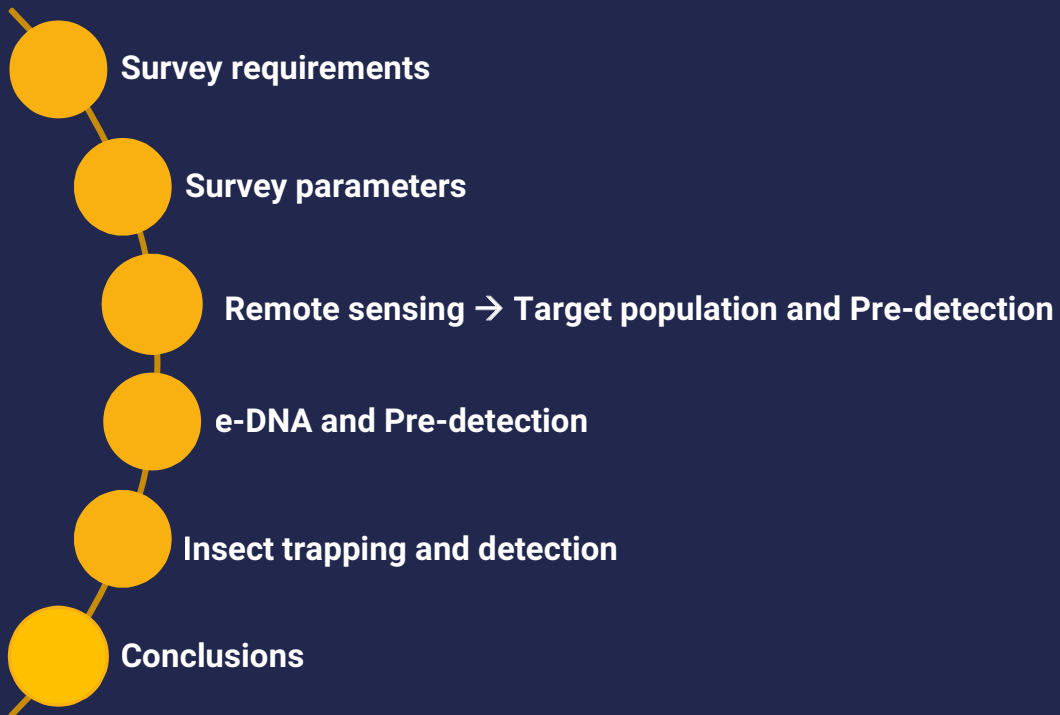 Survey requirements
Survey parameters
Remote sensing → Target population and Pre-detection
e-DNA and Pre-detection
Insect trapping and detection
Conclusions